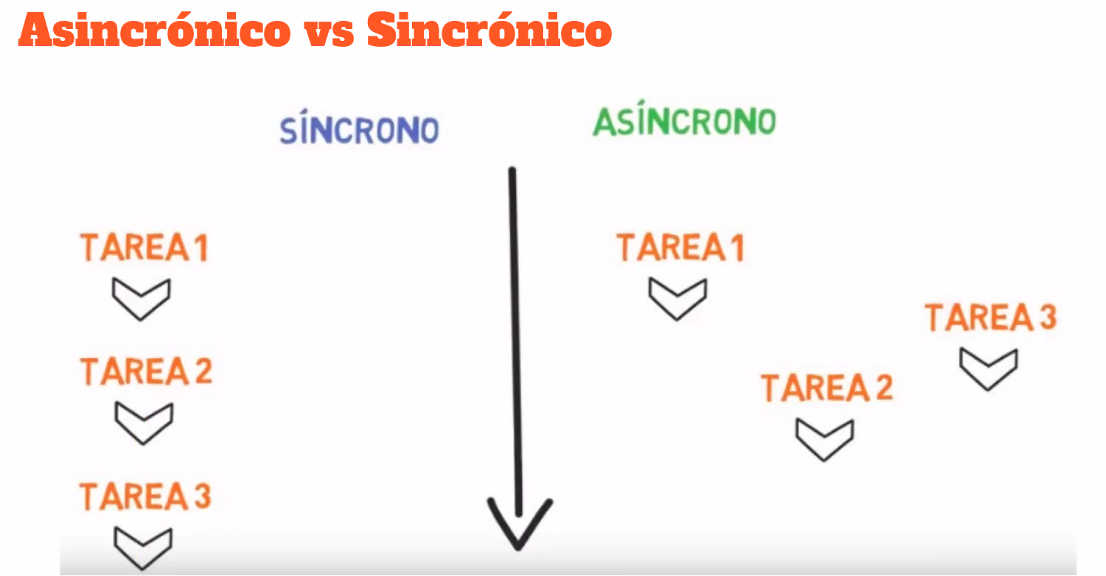 Asincrónico vs Sincrónico
SÍNCRONO
ASÍNCRONO
TAREA 1
TAREA 2
TAREA 3
TAREA 1
TAREA 3
TAREA 2